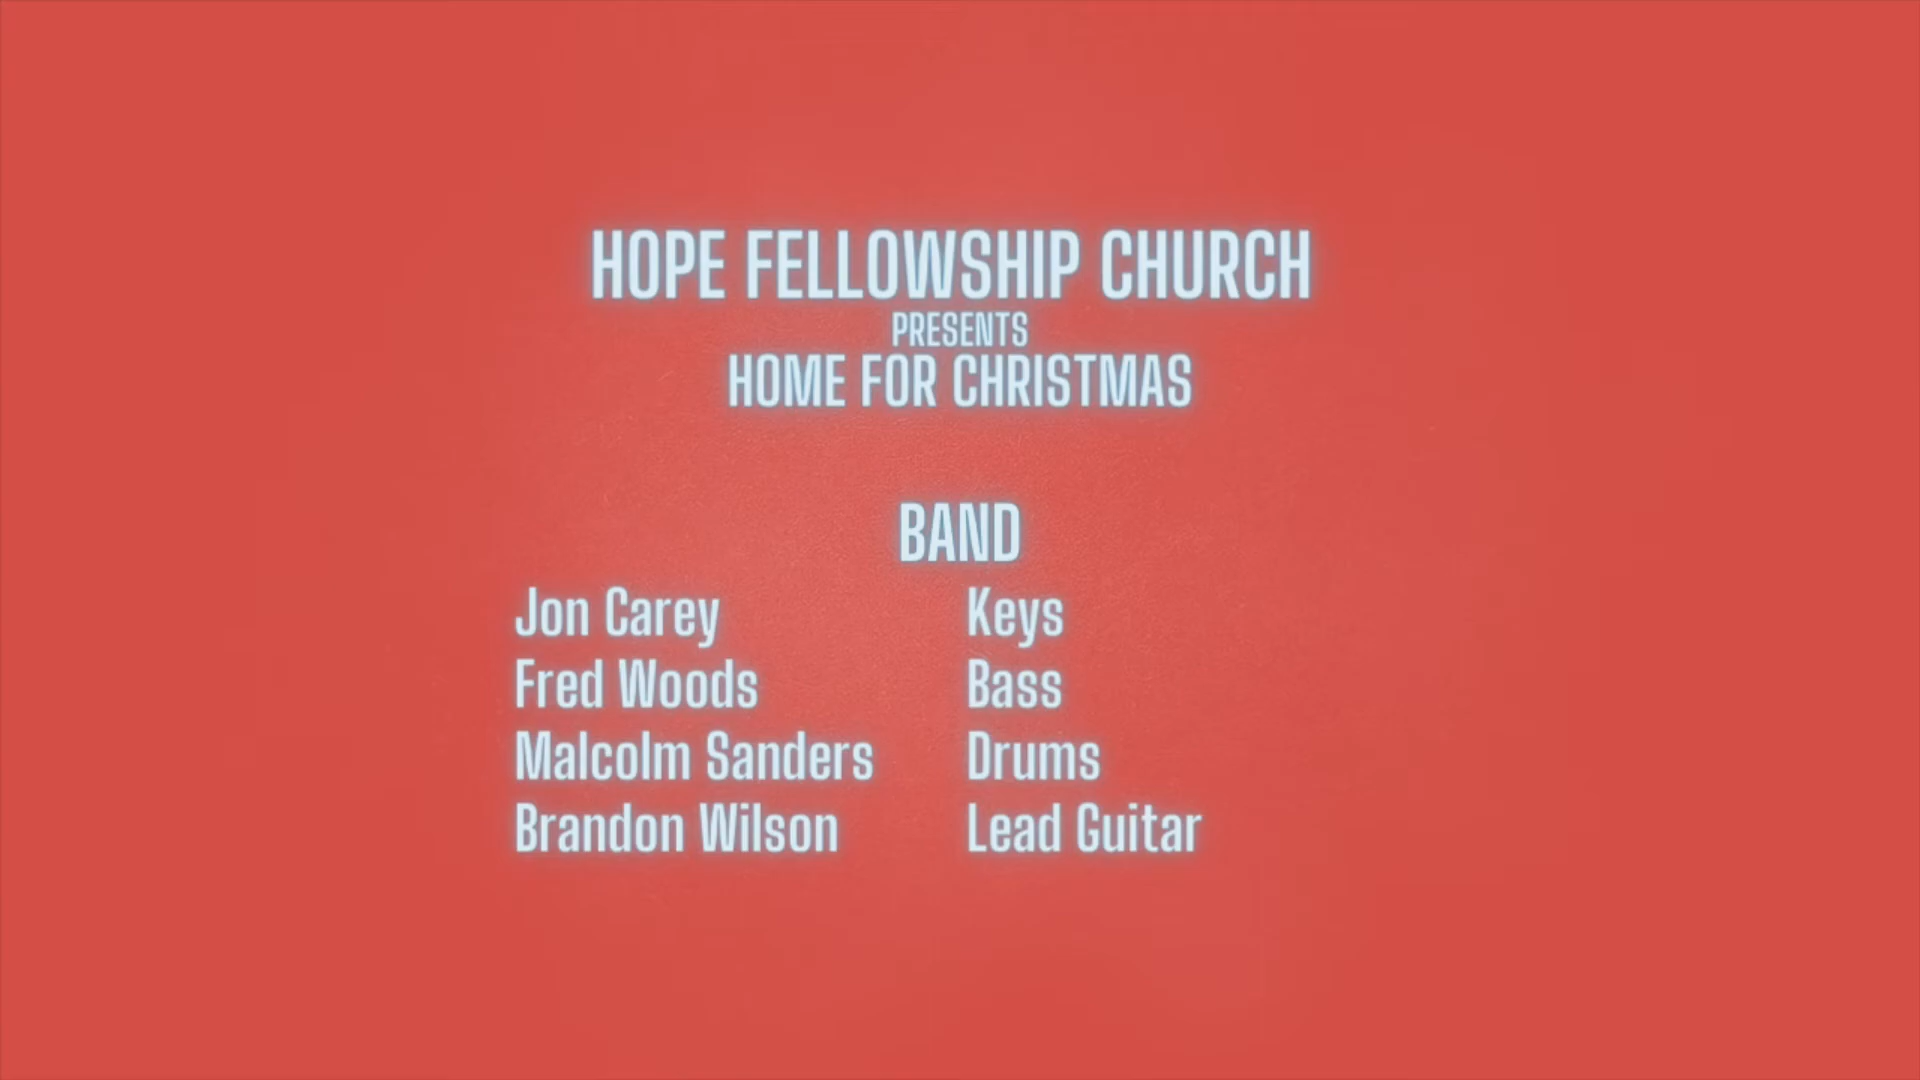 HOPE FELLOWSHIP CHURCH
PRESENTS
HOME FOR CHRISTMAS
BAND
Jon Carey Keys
Fred Woods Bass
Malcolm Sanders Drums
Brandon Wilson Lead Guitar